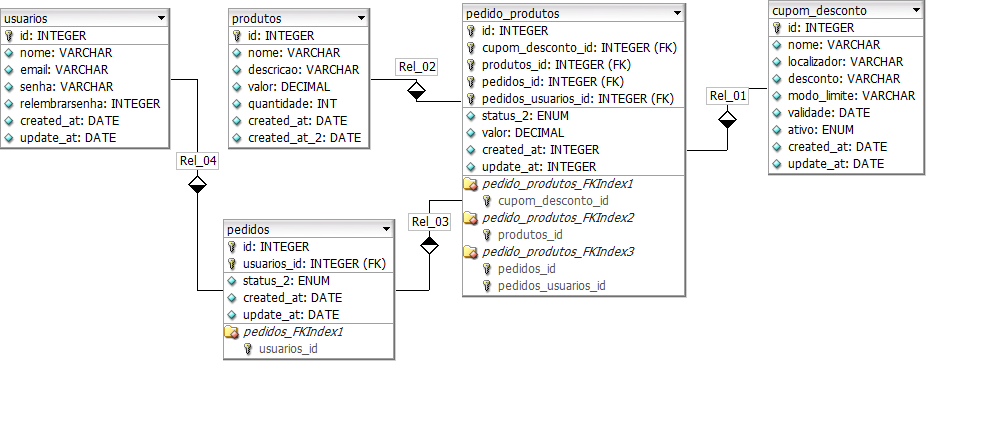 usuarios
id: INTEGER
nome: VARCHAR
email: VARCHAR
senha: VARCHAR
relembrarsenha: INTEGER
created_at: DATE
update_at: DATE
produtos
id: INTEGER
nome: VARCHAR
descricao: VARCHAR
valor: DECIMAL
quantidade: INT
created_at: DATE
created_at_2: DATE
Rel_02
pedido_produtos
id: INTEGER
cupom_desconto_id: INTEGER (FK)
produtos_id: INTEGER (FK)
pedidos_id: INTEGER (FK)
pedidos_usuarios_id: INTEGER (FK)
status_2: ENUM
valor: DECIMAL
created_at: INTEGER
update_at: INTEGER
pedido_produtos_FKIndex1
cupom_desconto_id
pedido_produtos_FKIndex2
produtos_id
pedido_produtos_FKIndex3
pedidos_id
pedidos_usuarios_id
Rel_01
cupom_desconto
id: INTEGER
nome: VARCHAR
localizador: VARCHAR
desconto: VARCHAR
modo_limite: VARCHAR
validade: DATE
ativo: ENUM
created_at: DATE
update_at: DATE
Rel_04
pedidos
id: INTEGER
usuarios_id: INTEGER (FK)
status_2: ENUM
created_at: DATE
update_at: DATE
pedidos_FKIndex1
usuarios_id
Rel_03